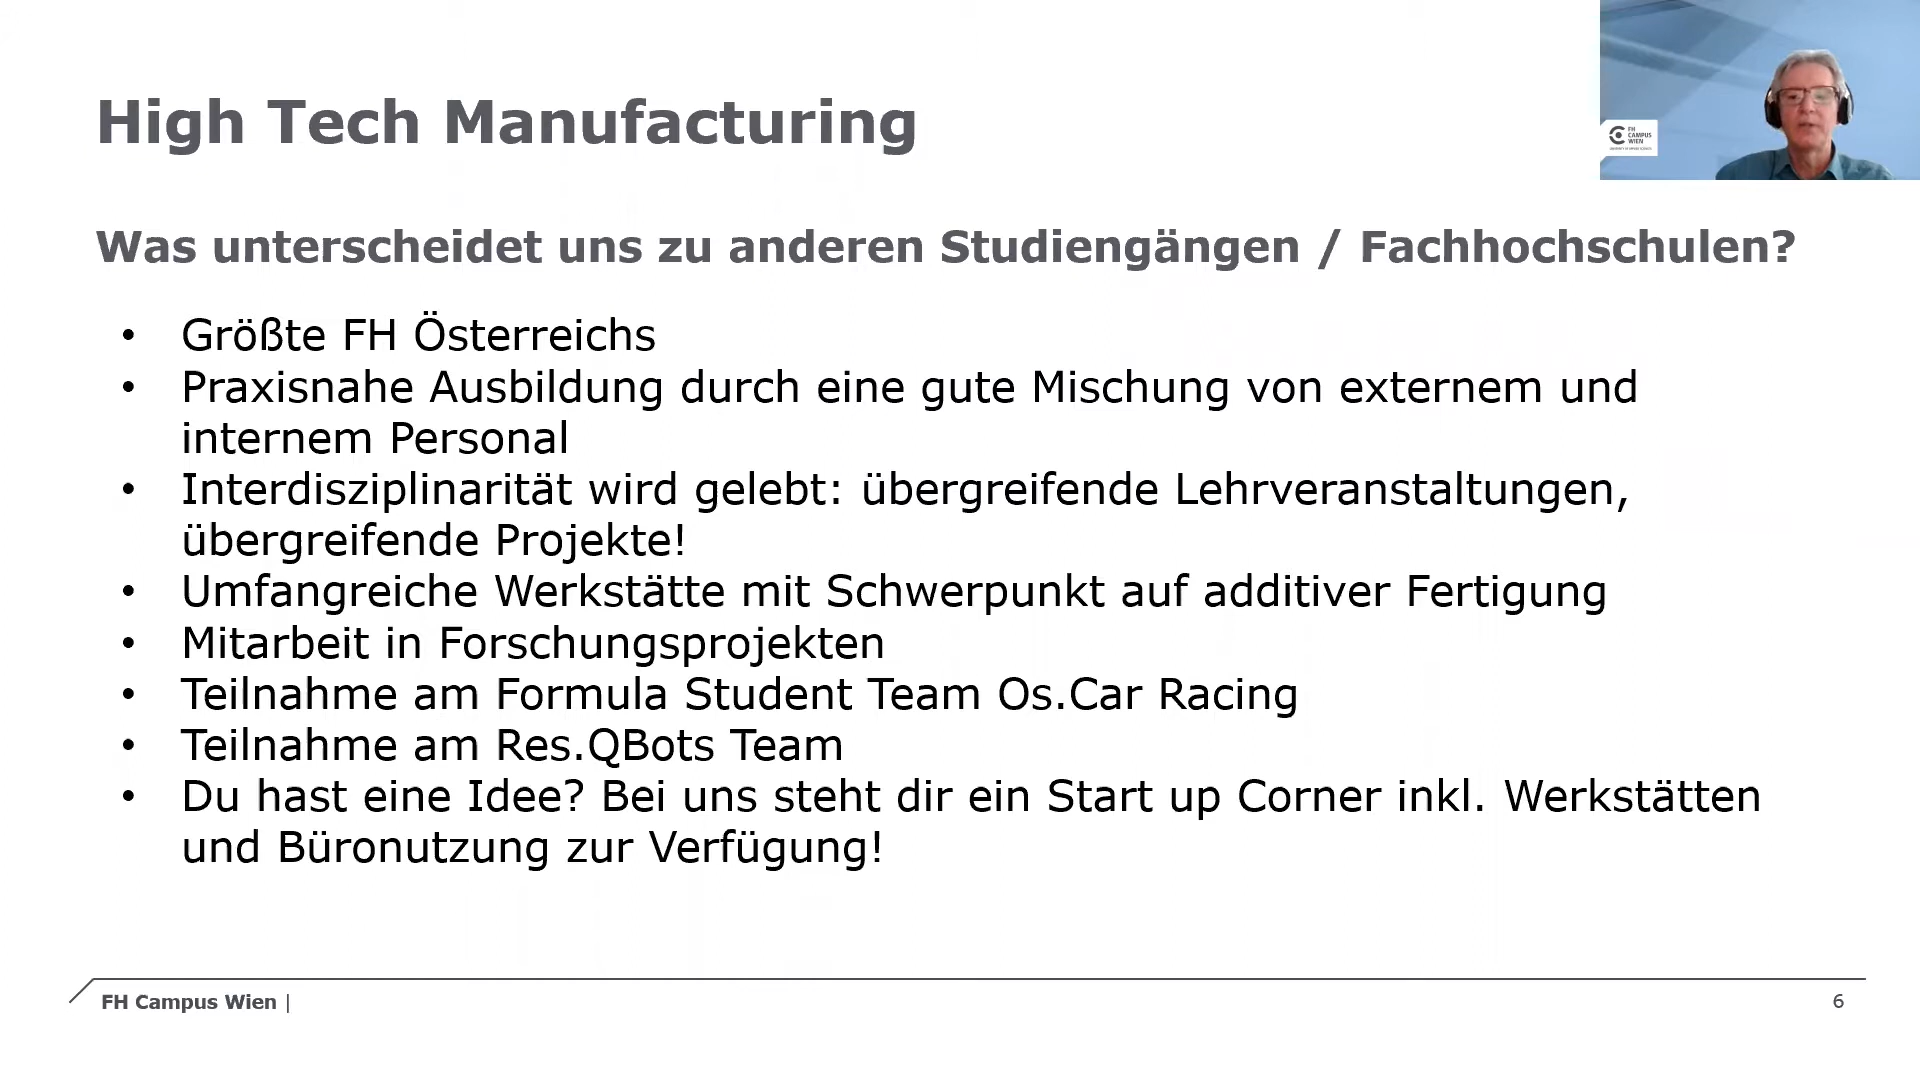 High Tech Manufacturing
FH
CAMPUS
WIEN
Was unterscheidet uns zu anderen Studiengängen / Fachhochschulen?
• Größte FH Österreichs
• Praxisnahe Ausbildung durch eine gute Mischung von externem und
internem Personal
• Interdisziplinarität wird gelebt: übergreifende Lehrveranstaltungen,
übergreifende Projekte!
• Umfangreiche Werkstätte mit Schwerpunkt auf additiver Fertigung
• Mitarbeit in Forschungsprojekten
• Teilnahme am Formula Student Team Os.Car Racing
• Teilnahme am Res.QBots Team
• Du hast eine Idee? Bei uns steht dir ein Start up Corner inkl. Werkstätten
und Büronutzung zur Verfügung!
FH Campus Wien |
6